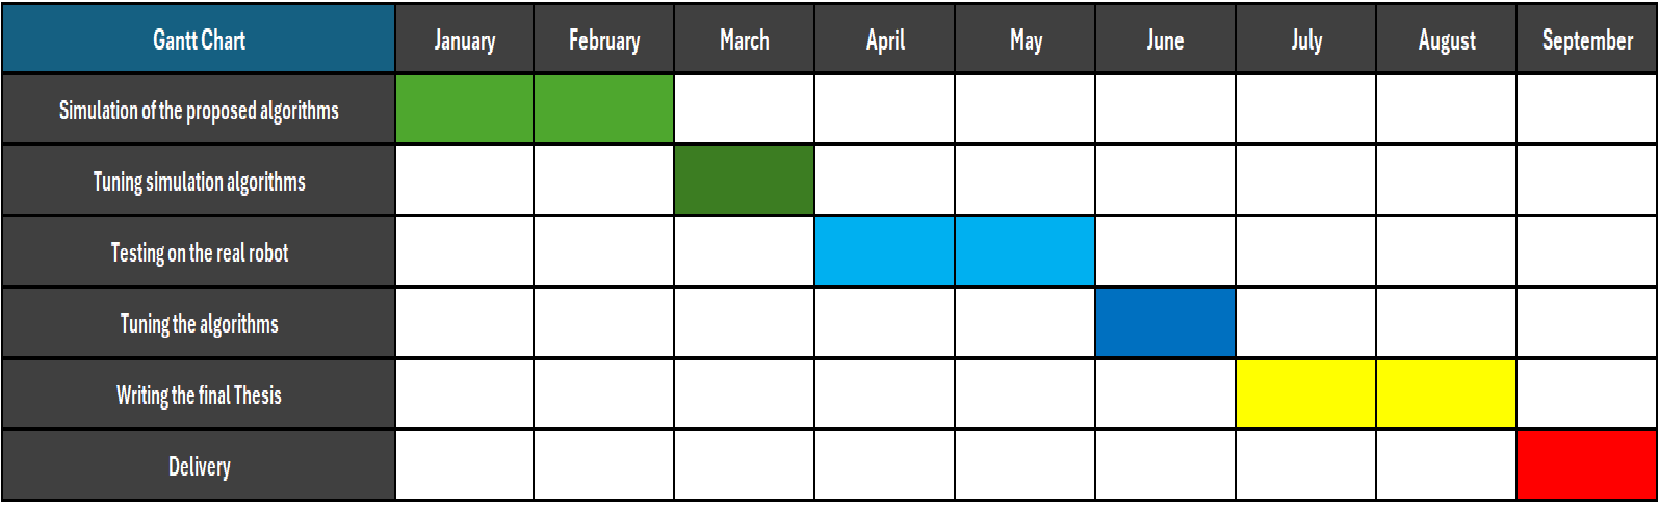 Gantt Chart January February March April May June July August September
Simulation of the proposed algorithms
Tuning simulation algorithms
Testing on the real robot
Tuning the algorithms
Writing the final Thesis
Delivery